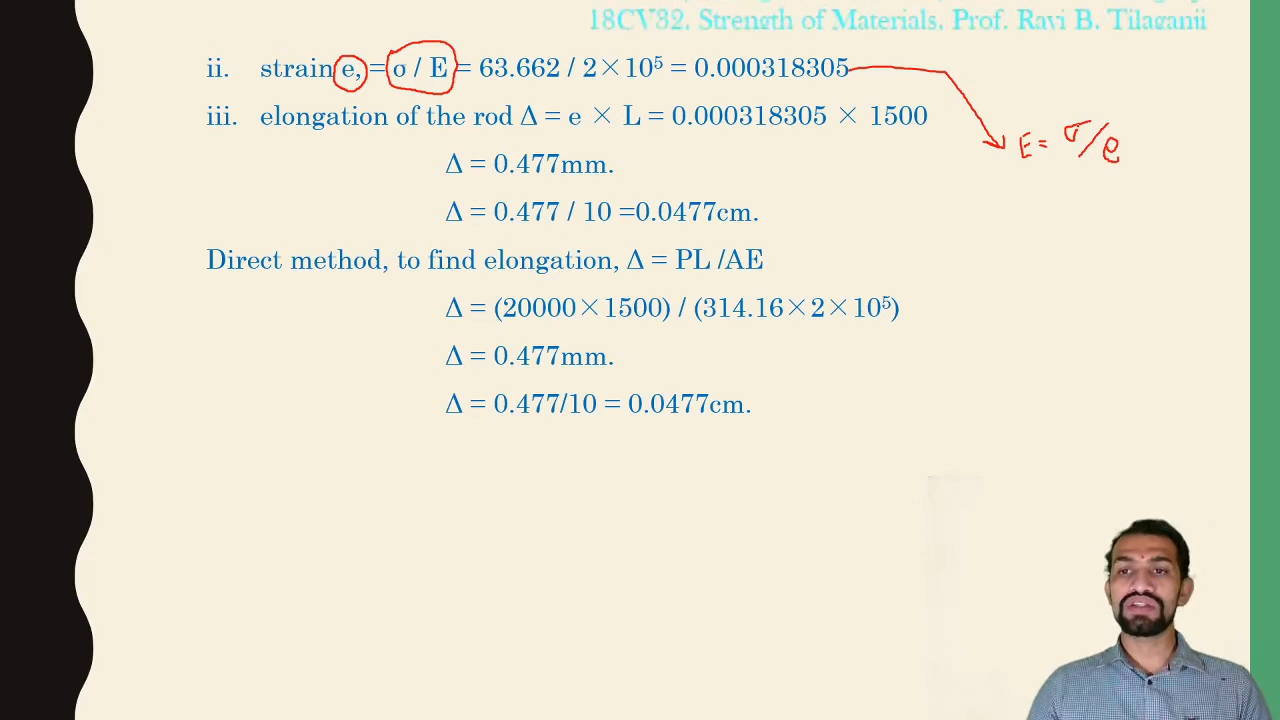 18CV32, Strength of Materials, Prof. Ravi B. Tilaganji
ii. strain e, = σ / E = 63.662 / 2×10⁵ = 0.000318305
iii. elongation of the rod Δ = e × L = 0.000318305 × 1500
E = σ/e
Δ = 0.477mm.
Δ = 0.477 / 10 =0.0477cm.
Direct method, to find elongation, Δ = PL /AE
Δ = (20000×1500) / (314.16×2×10⁵)
Δ = 0.477mm.
Δ = 0.477/10 = 0.0477cm.